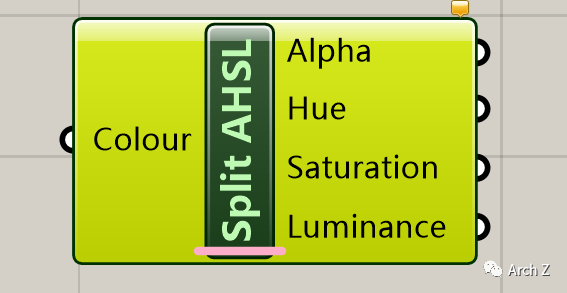 Colour
Split AHSL
Alpha
Hue
Saturation
Luminance
Arch Z